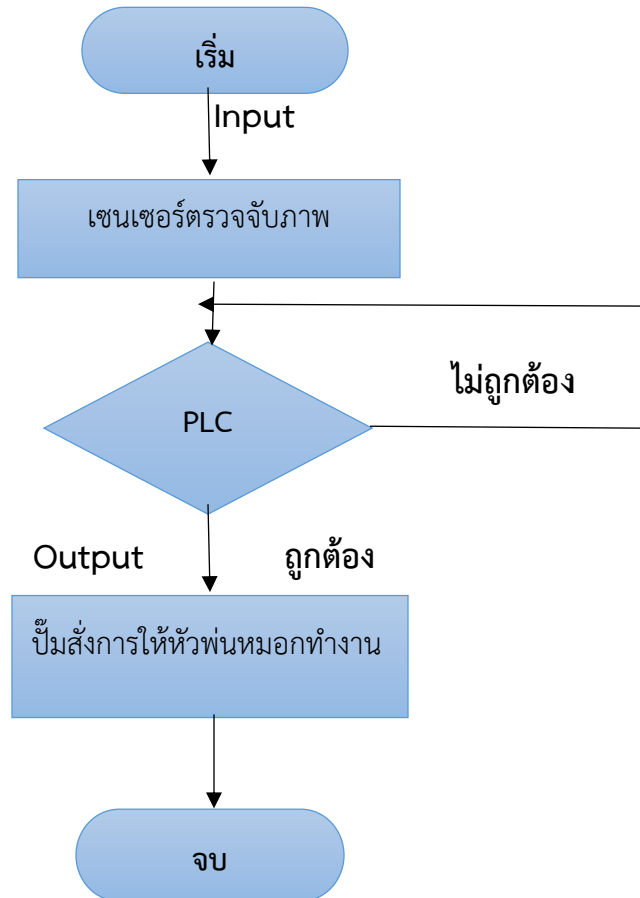 เริ่ม
Input
เซนเซอร์ตรวจจับภาพ
ไม่ถูกต้อง
PLC
Output
ถูกต้อง
ปั๊มสั่งการให้หัวพ่นหมอกทำงาน
จบ